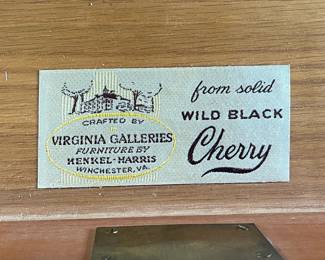 CRAFTED BY
VIRGINIA GALLERIES
FURNITURE BY
HENKEL-HARRIS
WINCHESTER, VA.
from solid
WILD BLACK
Cherry